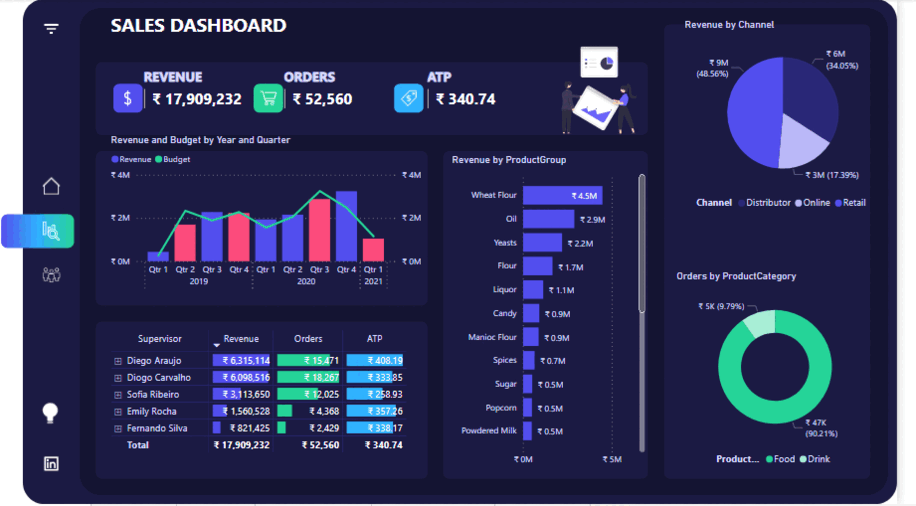 SALES DASHBOARD
REVENUE
₹ 17,909,232
ORDERS
₹ 52,560
ATP
₹ 340.74
Revenue and Budget by Year and Quarter
Revenue Budget
₹ 4M ₹ 4M
₹ 2M ₹ 2M
₹ 0M ₹ 0M
Qtr 1 Qtr 2 Qtr 3 Qtr 4 Qtr 1 Qtr 2 Qtr 3 Qtr 4 Qtr 1
2019 2020 2021
Supervisor Revenue Orders ATP
Diego Araujo ₹ 6,315,114 ₹ 15,471 ₹ 408.19
Diogo Carvalho ₹ 6,098,516 ₹ 18,267 ₹ 333.85
Sofia Ribeiro ₹ 3,113,650 ₹ 12,025 ₹ 258.93
Emily Rocha ₹ 1,560,528 ₹ 4,368 ₹ 357.26
Fernando Silva ₹ 821,425 ₹ 2,429 ₹ 338.17
Total ₹ 17,909,232 ₹ 52,560 ₹ 340.74
Revenue by ProductGroup
Wheat Flour ₹ 4.5M
Oil ₹ 2.9M
Yeasts ₹ 2.2M
Flour ₹ 1.7M
Liquor ₹ 1.1M
Candy ₹ 0.9M
Manioc Flour ₹ 0.9M
Spices ₹ 0.7M
Sugar ₹ 0.5M
Popcorn ₹ 0.5M
Powdered Milk ₹ 0.5M
₹ 0M ₹ 5M
Revenue by Channel
₹ 6M
(34.05%)
₹ 9M
(48.56%)
₹ 3M (17.39%)
Channel Distributor Online Retail
Orders by ProductCategory
₹ 5K (9.79%)
₹ 47K
(90.21%)
Product... Food Drink
in